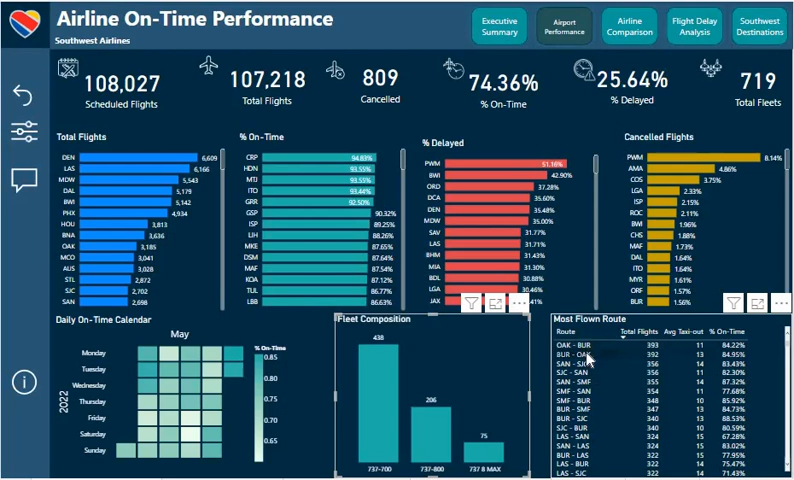 Airline On-Time Performance
Southwest Airlines
Executive Summary
Airport Performance
Airline Comparison
Flight Delay Analysis
Southwest Destinations
108,027
Scheduled Flights
107,218
Total Flights
809
Cancelled
74.36%
% On-Time
25.64%
% Delayed
719
Total Fleets
Total Flights
DEN 6,609
LAS 6,166
MDW 5,543
DAL 5,179
BWI 5,142
PHX 4,934
HOU 3,813
BNA 3,636
OAK 3,185
MCO 3,041
AUS 3,028
STL 2,872
SJC 2,702
SAN 2,698
% On-Time
CRP 94.83%
HDN 93.55%
MTJ 93.55%
ITO 93.44%
GRR 92.50%
GSP 90.32%
ISP 89.25%
LIH 88.26%
MKE 87.65%
DSM 87.64%
MAF 87.54%
KOA 87.12%
TUL 86.77%
LBB 86.63%
% Delayed
PWM 51.16%
BWI 42.90%
ORD 37.28%
DCA 35.60%
DEN 35.48%
MDW 35.00%
SAV 31.77%
LAS 31.71%
BHM 31.43%
MIA 31.30%
BDL 30.88%
LGA 30.46%
JAX
Cancelled Flights
PWM 8.14%
AMA 4.86%
COS 3.75%
LGA 2.33%
ISP 2.15%
ROC 2.11%
BWI 1.96%
CHS 1.88%
MAF 1.73%
DAL 1.64%
ITO 1.64%
MYR 1.61%
ORF 1.57%
BUR 1.56%
Daily On-Time Calendar
May
2022
Monday
Tuesday
Wednesday
Thursday
Friday
Saturday
Sunday
% On-Time
0.85
0.80
0.75
0.70
0.65
Fleet Composition
438
206
75
737-700 737-800 737 8 MAX
Most Flown Route
Route Total Flights Avg Taxi-out % On-Time
OAK - BUR 393 11 84.22%
BUR - OAK 392 13 84.95%
SAN - SJC 356 14 83.43%
SJC - SAN 356 11 82.30%
SAN - SMF 355 14 87.32%
SMF - SAN 354 11 77.68%
SMF - BUR 348 10 85.92%
BUR - SMF 347 13 84.73%
BUR - SJC 340 13 88.53%
SJC - BUR 340 10 80.59%
LAS - SAN 324 15 67.28%
SAN - LAS 324 15 83.02%
BUR - LAS 322 15 77.95%
LAS - BUR 322 14 75.47%
LAS - SJC 322 14 71.43%